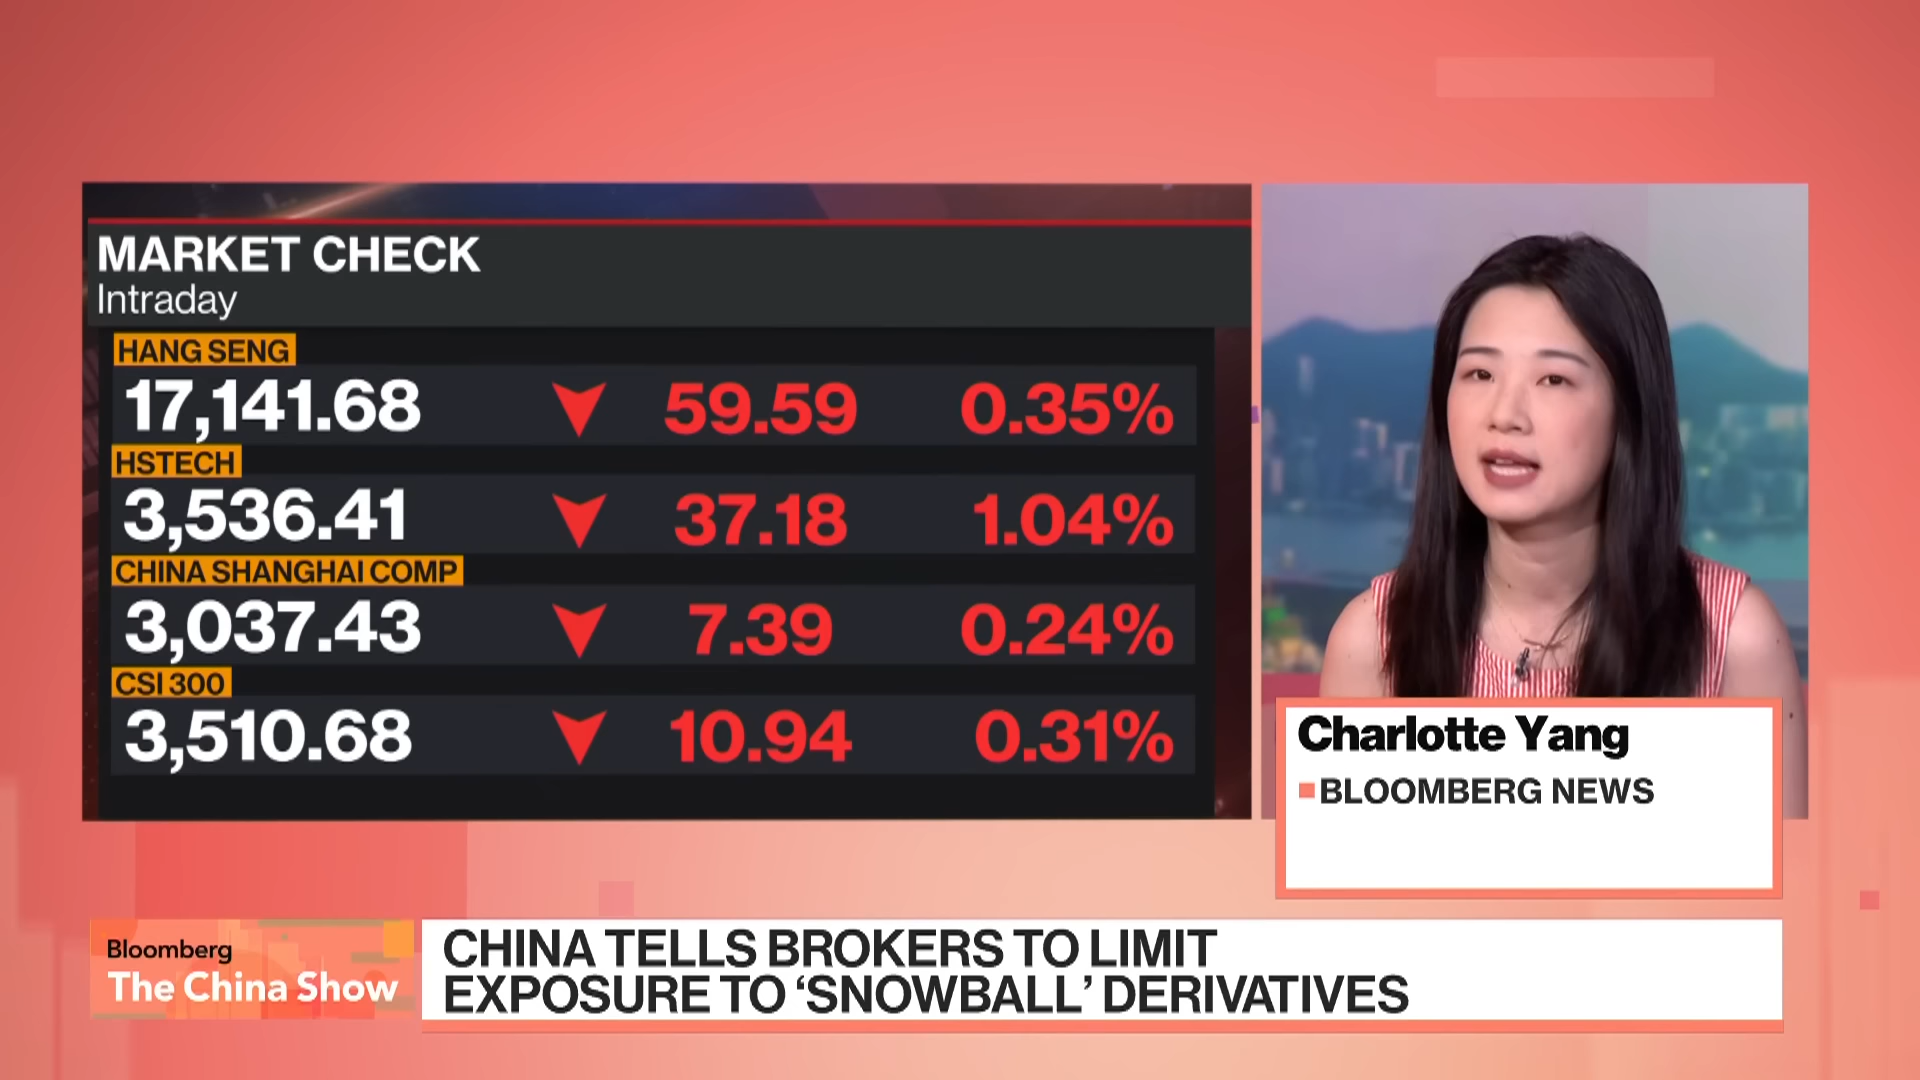 MARKET CHECK
Intraday
HANG SENG
17,141.68 59.59 0.35%
HSTECH
3,536.41 37.18 1.04%
CHINA SHANGHAI COMP
3,037.43 7.39 0.24%
CSI 300
3,510.68 10.94 0.31%
Charlotte Yang
BLOOMBERG NEWS
Bloomberg
The China Show
CHINA TELLS BROKERS TO LIMIT
EXPOSURE TO ‘SNOWBALL’ DERIVATIVES